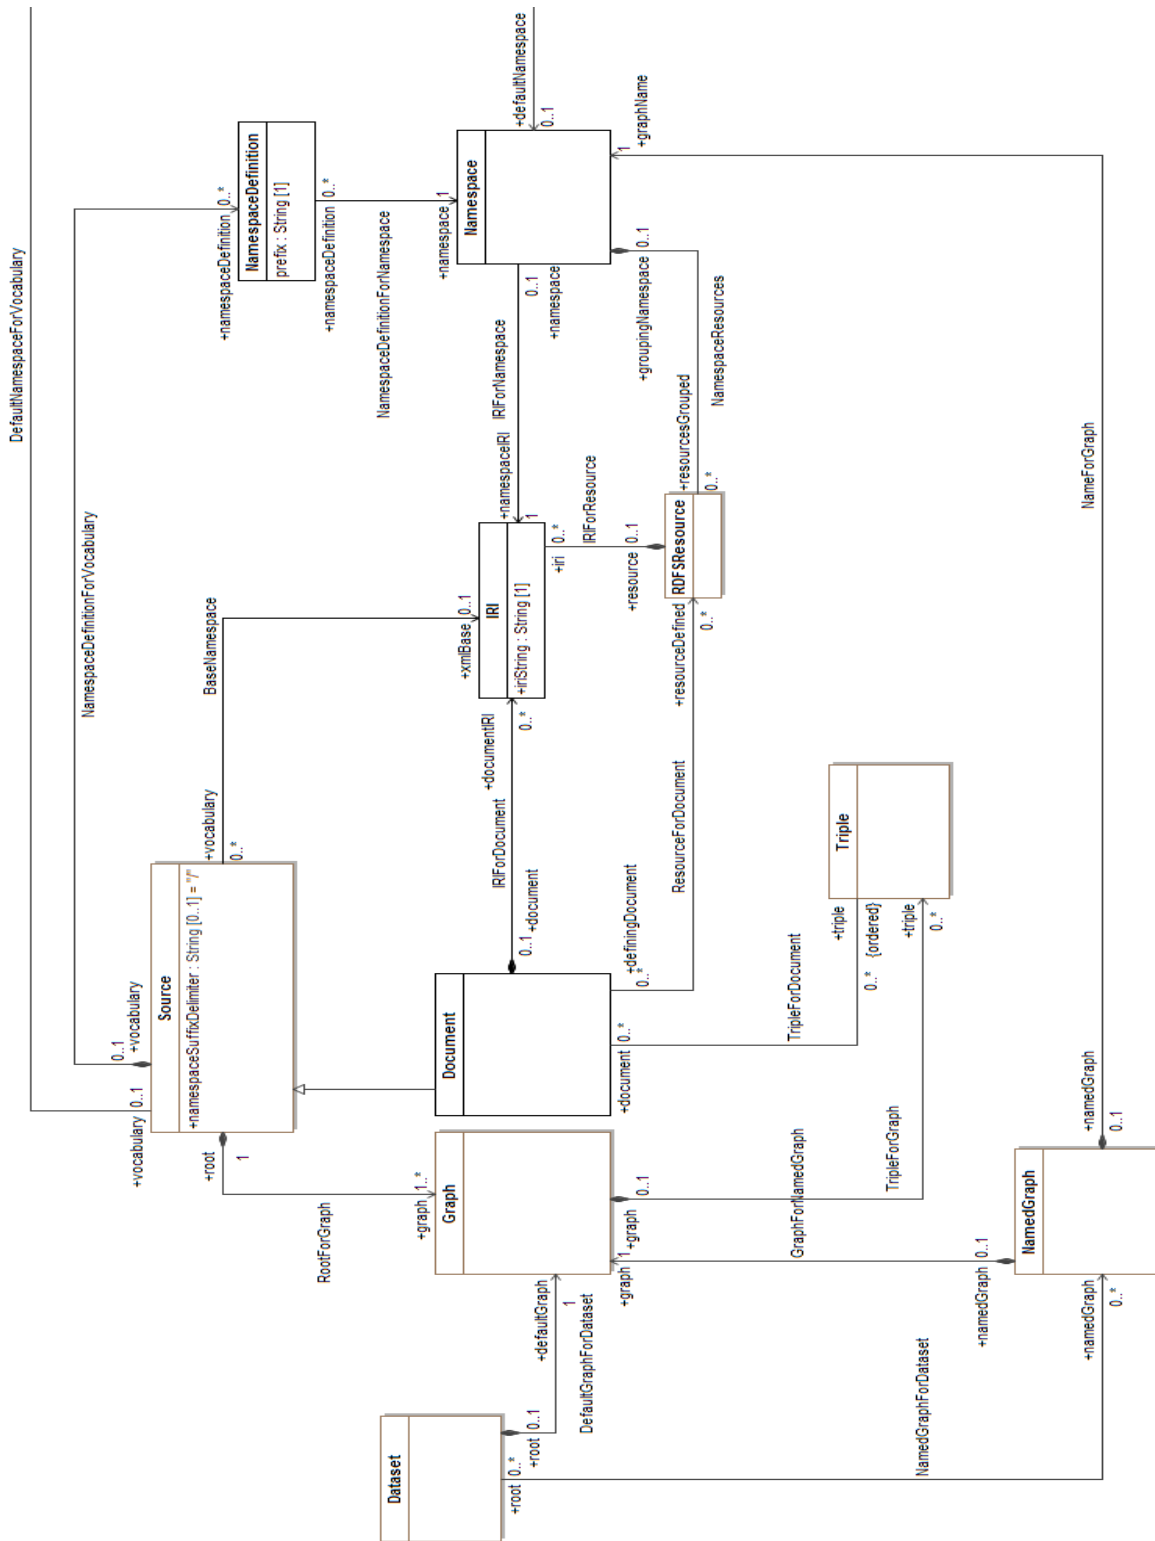 DefaultNamespaceForVocabulary
+vocabulary 0..1
+defaultNamespace
0..1
NamespaceDefinitionForVocabulary
0..1
+vocabulary
+namespaceDefinition 0..*
Source
+namespaceSuffixDelimiter : String [0..1] = "/"
NamespaceDefinition
prefix : String [1]
+vocabulary
0..*
BaseNamespace
+xmlBase 0..1
+namespaceDefinition 0..*
NamespaceDefinitionForNamespace
+namespace 1
+root
1
RootForGraph
+graph 1..*
Dataset
Graph
Document
IRI
+iriString : String [1]
Namespace
0..1
+document
IRIForDocument
+documentIRI
0..*
+namespaceIRI
1
IRIForNamespace
0..1
+namespace
0..*
+iri
IRIForResource
+resource 0..1
+root 0..*
+root 0..1
+defaultGraph
1
DefaultGraphForDataset
+graph 1
+graph 0..1
+document 0..*
0..*
+definingDocument
ResourceForDocument
+resourceDefined
0..*
RDFSResource
+resourcesGrouped
0..*
+groupingNamespace 0..1
NamespaceResources
1
+graphName
TripleForDocument
+triple
0..* {ordered}
+triple
0..*
Triple
GraphForNamedGraph
TripleForGraph
+namedGraph 0..1
NamedGraphForDataset
+namedGraph
0..*
NamedGraph
+namedGraph
0..1
NameForGraph